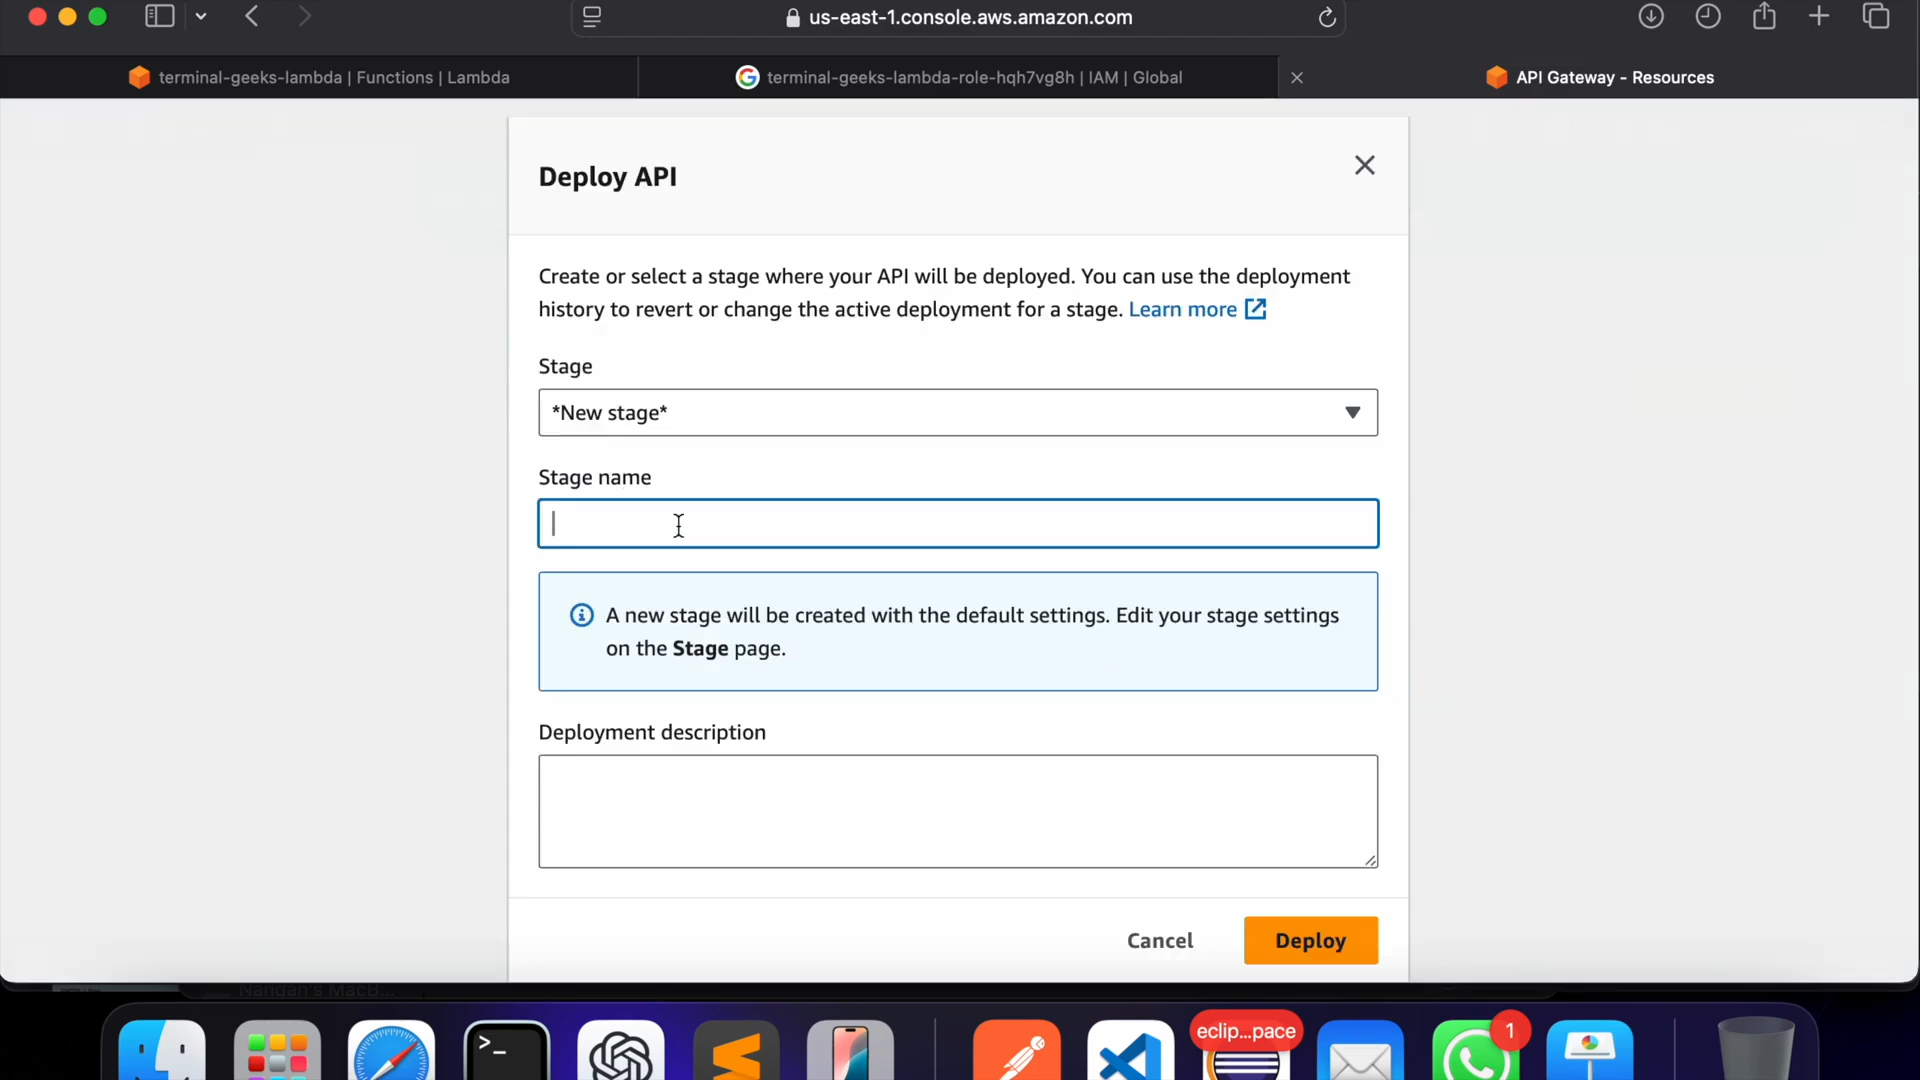 us-east-1.console.aws.amazon.com
terminal-geeks-lambda | Functions | Lambda
terminal-geeks-lambda-role-hqh7vg8h | IAM | Global
API Gateway - Resources
Deploy API
Create or select a stage where your API will be deployed. You can use the deployment
history to revert or change the active deployment for a stage. Learn more
Stage
*New stage*
Stage name
A new stage will be created with the default settings. Edit your stage settings
on the Stage page.
Deployment description
Cancel
Deploy
Nandan's MacB...
>_
eclip...pace
1